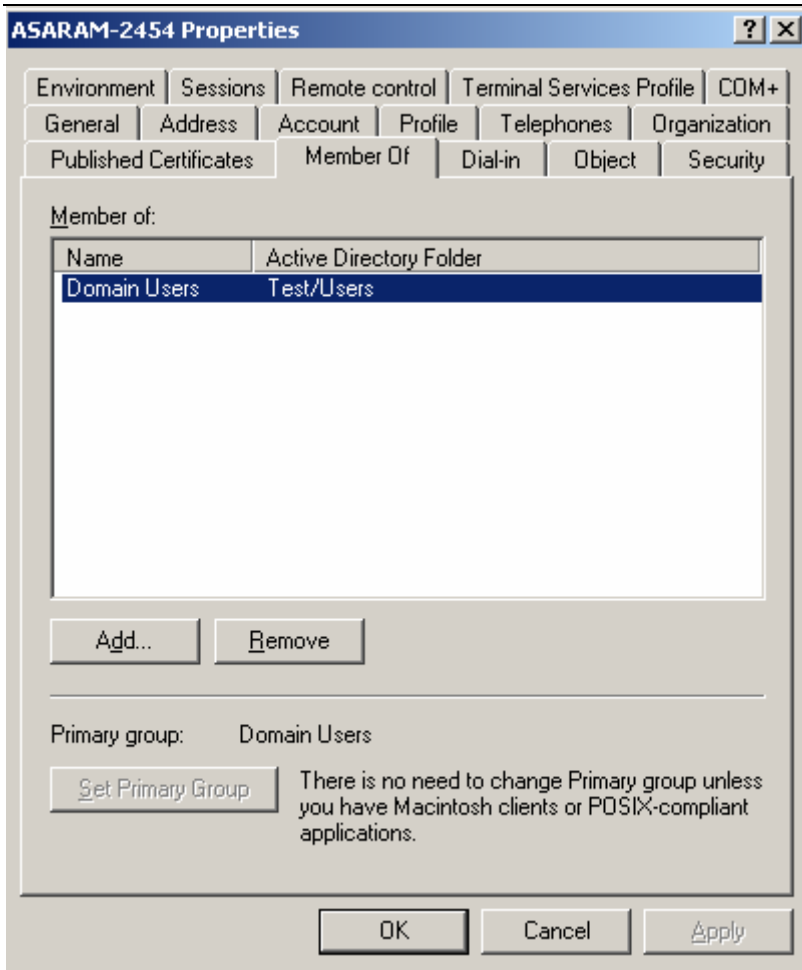 ASARAM-2454 Properties
Environment Sessions Remote control Terminal Services Profile COM+
General Address Account Profile Telephones Organization
Published Certificates Member Of Dial-in Object Security
Member of:
Name Active Directory Folder
Domain Users Test/Users
Add... Remove
Primary group: Domain Users
Set Primary Group
There is no need to change Primary group unless
you have Macintosh clients or POSIX-compliant
applications.
OK Cancel Apply